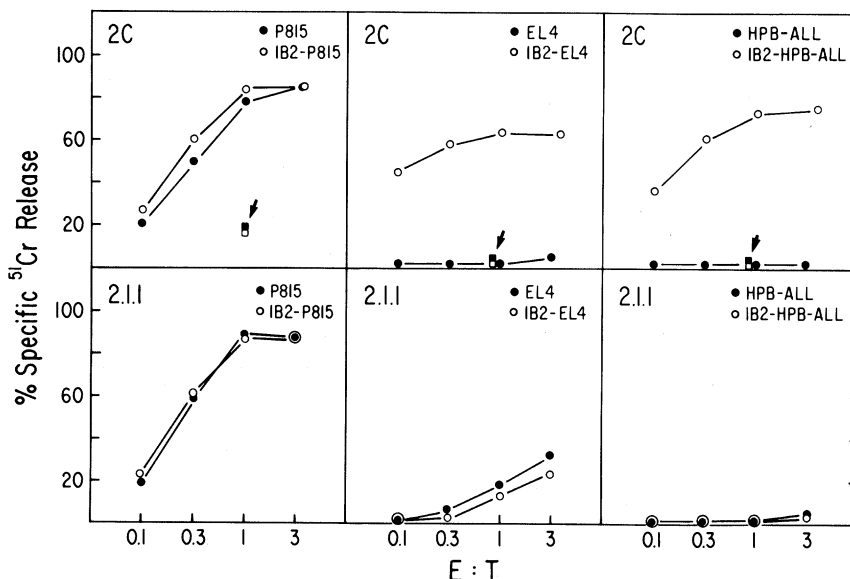 2C
● P815
○ IB2-P815
2C
● EL4
○ IB2-EL4
2C
● HPB-ALL
○ IB2-HPB-ALL
100
60
20
% Specific ⁵¹Cr Release
2.1.1
● P815
○ IB2-P815
2.1.1
● EL4
○ IB2-EL4
2.1.1
● HPB-ALL
○ IB2-HPB-ALL
100
60
20
0.1 0.3 1 3
0.1 0.3 1 3
0.1 0.3 1 3
E : T